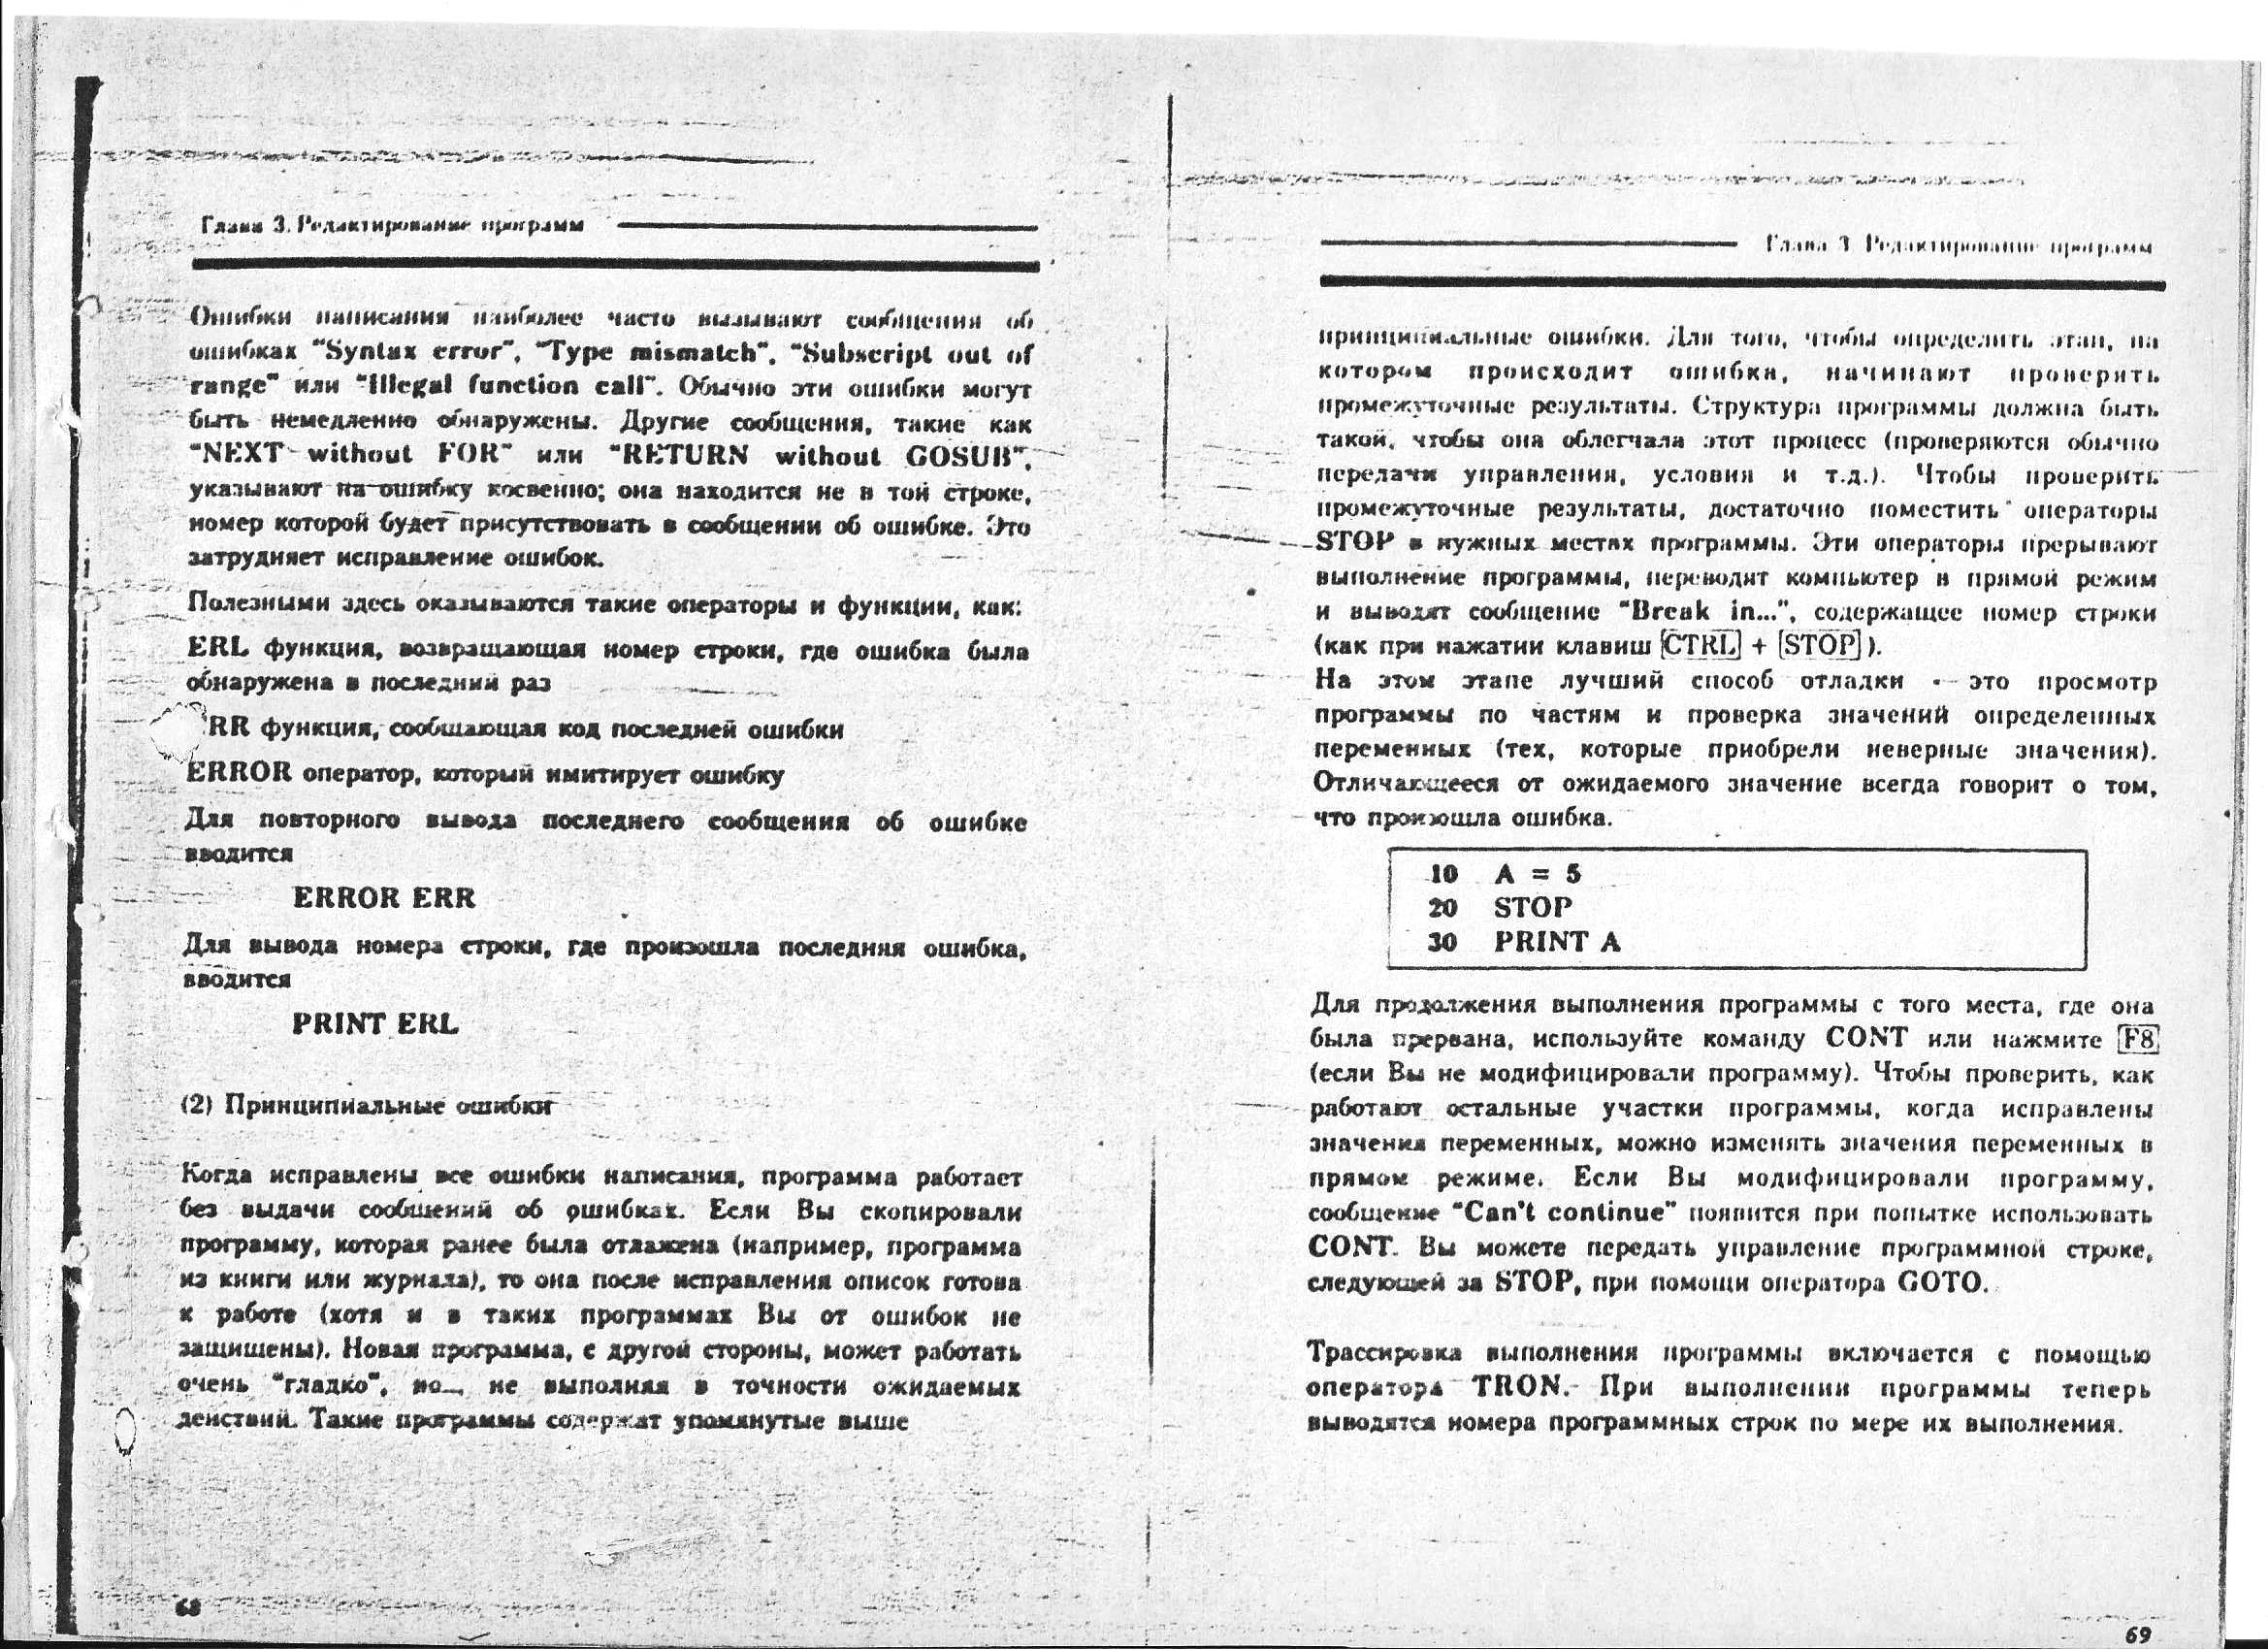 Глава 3. Редактирование программ
Ошибки написания наиболее часто вызывают сообщения об
ошибках "Syntax error", "Type mismatch", "Subscript out of
range" или "Illegal function call". Обычно эти ошибки могут
быть немедленно обнаружены. Другие сообщения, такие как
"NEXT without FOR" или "RETURN without GOSUB",
указывают на ошибку косвенно; она находится не в той строке,
номер которой будет присутствовать в сообщении об ошибке. Это
затрудняет исправление ошибок.
Полезными здесь оказываются такие операторы и функции, как:
ERL функция, возвращающая номер строки, где ошибка была
обнаружена в последний раз
RR функция, сообщающая код последней ошибки
ERROR оператор, который имитирует ошибку
Для повторного вывода последнего сообщения об ошибке
вводится
ERROR ERR
Для вывода номера строки, где произошла последняя ошибка,
вводится
PRINT ERL
(2) Принципиальные ошибки
Когда исправлены все ошибки написания, программа работает
без выдачи сообщений об ошибках. Если Вы скопировали
программу, которая ранее была отлажена (например, программа
из книги или журнала), то она после исправления описок готова
к работе (хотя и в таких программах Вы от ошибок не
защищены). Новая программа, с другой стороны, может работать
очень "гладко", но... не выполняя в точности ожидаемых
действий. Такие программы содержат упомянутые выше
68
Глава 3 Редактирование программ
принципиальные ошибки. Для того, чтобы определить этап, на
котором происходит ошибка, начинают проверять
промежуточные результаты. Структура программы должна быть
такой, чтобы она облегчала этот процесс (проверяются обычно
передачи управления, условия и т.д.). Чтобы проверить
промежуточные результаты, достаточно поместить операторы
STOP в нужных местах программы. Эти операторы прерывают
выполнение программы, переводят компьютер в прямой режим
и выводят сообщение "Break in...", содержащее номер строки
(как при нажатии клавиш CTRL + STOP).
На этом этапе лучший способ отладки - это просмотр
программы по частям и проверка значений определенных
переменных (тех, которые приобрели неверные значения).
Отличающееся от ожидаемого значение всегда говорит о том,
что произошла ошибка.
10 A = 5
20 STOP
30 PRINT A
Для продолжения выполнения программы с того места, где она
была прервана, используйте команду CONT или нажмите F8
(если Вы не модифицировали программу). Чтобы проверить, как
работают остальные участки программы, когда исправлены
значения переменных, можно изменять значения переменных в
прямом режиме. Если Вы модифицировали программу,
сообщение "Can't continue" появится при попытке использовать
CONT. Вы можете передать управление программной строке,
следующей за STOP, при помощи оператора GOTO.
Трассировка выполнения программы включается с помощью
оператора TRON. При выполнении программы теперь
выводятся номера программных строк по мере их выполнения.
69